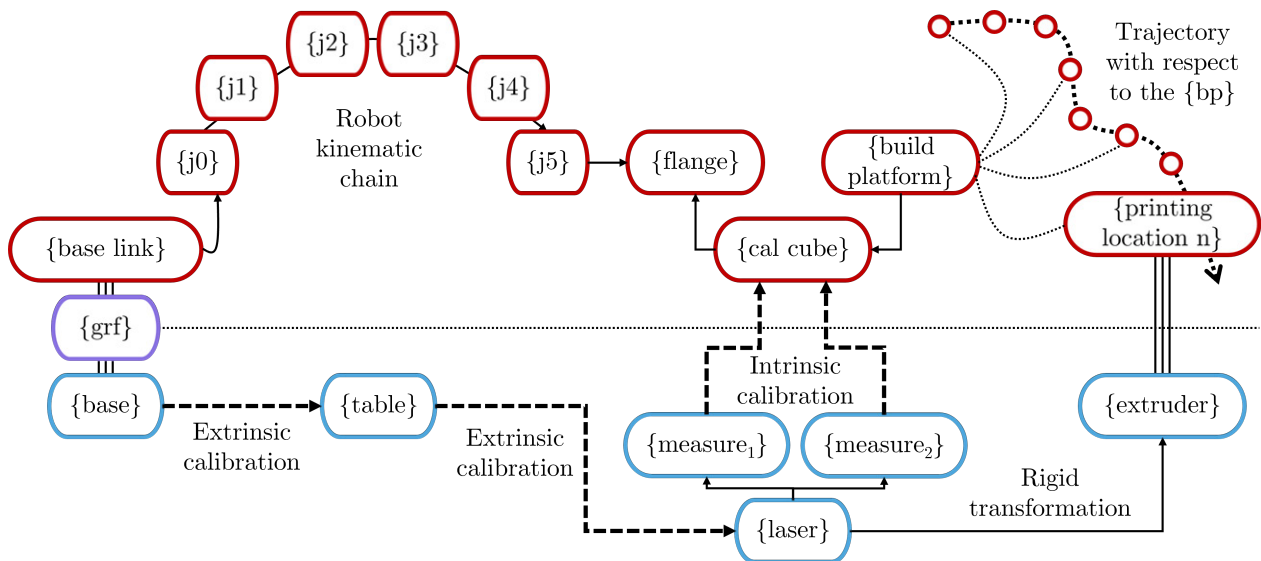 {j2}
{j3}
{j1}
{j4}
Robot
kinematic
chain
{j0}
{j5}
{flange}
{build
platform}
Trajectory
with respect
to the {bp}
{base link}
{cal cube}
{printing
location n}
{grf}
{base}
Extrinsic
calibration
{table}
Extrinsic
calibration
Intrinsic
calibration
{measure₁}
{measure₂}
{extruder}
{laser}
Rigid
transformation